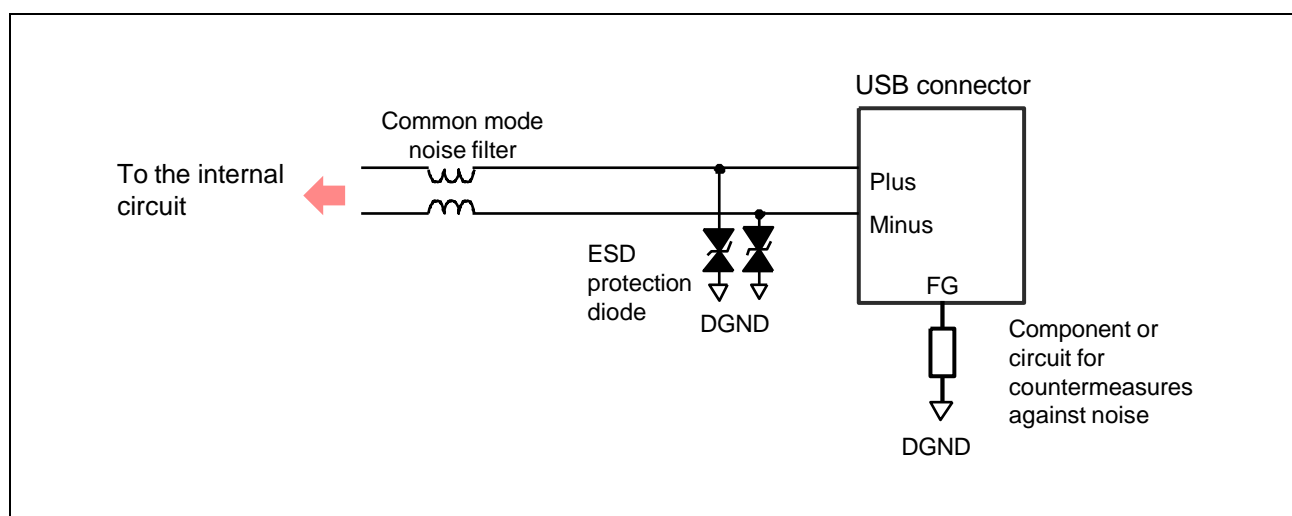 USB connector
Common mode
noise filter
To the internal
circuit
Plus
Minus
ESD
protection
diode
DGND
FG
Component or
circuit for
countermeasures
against noise
DGND